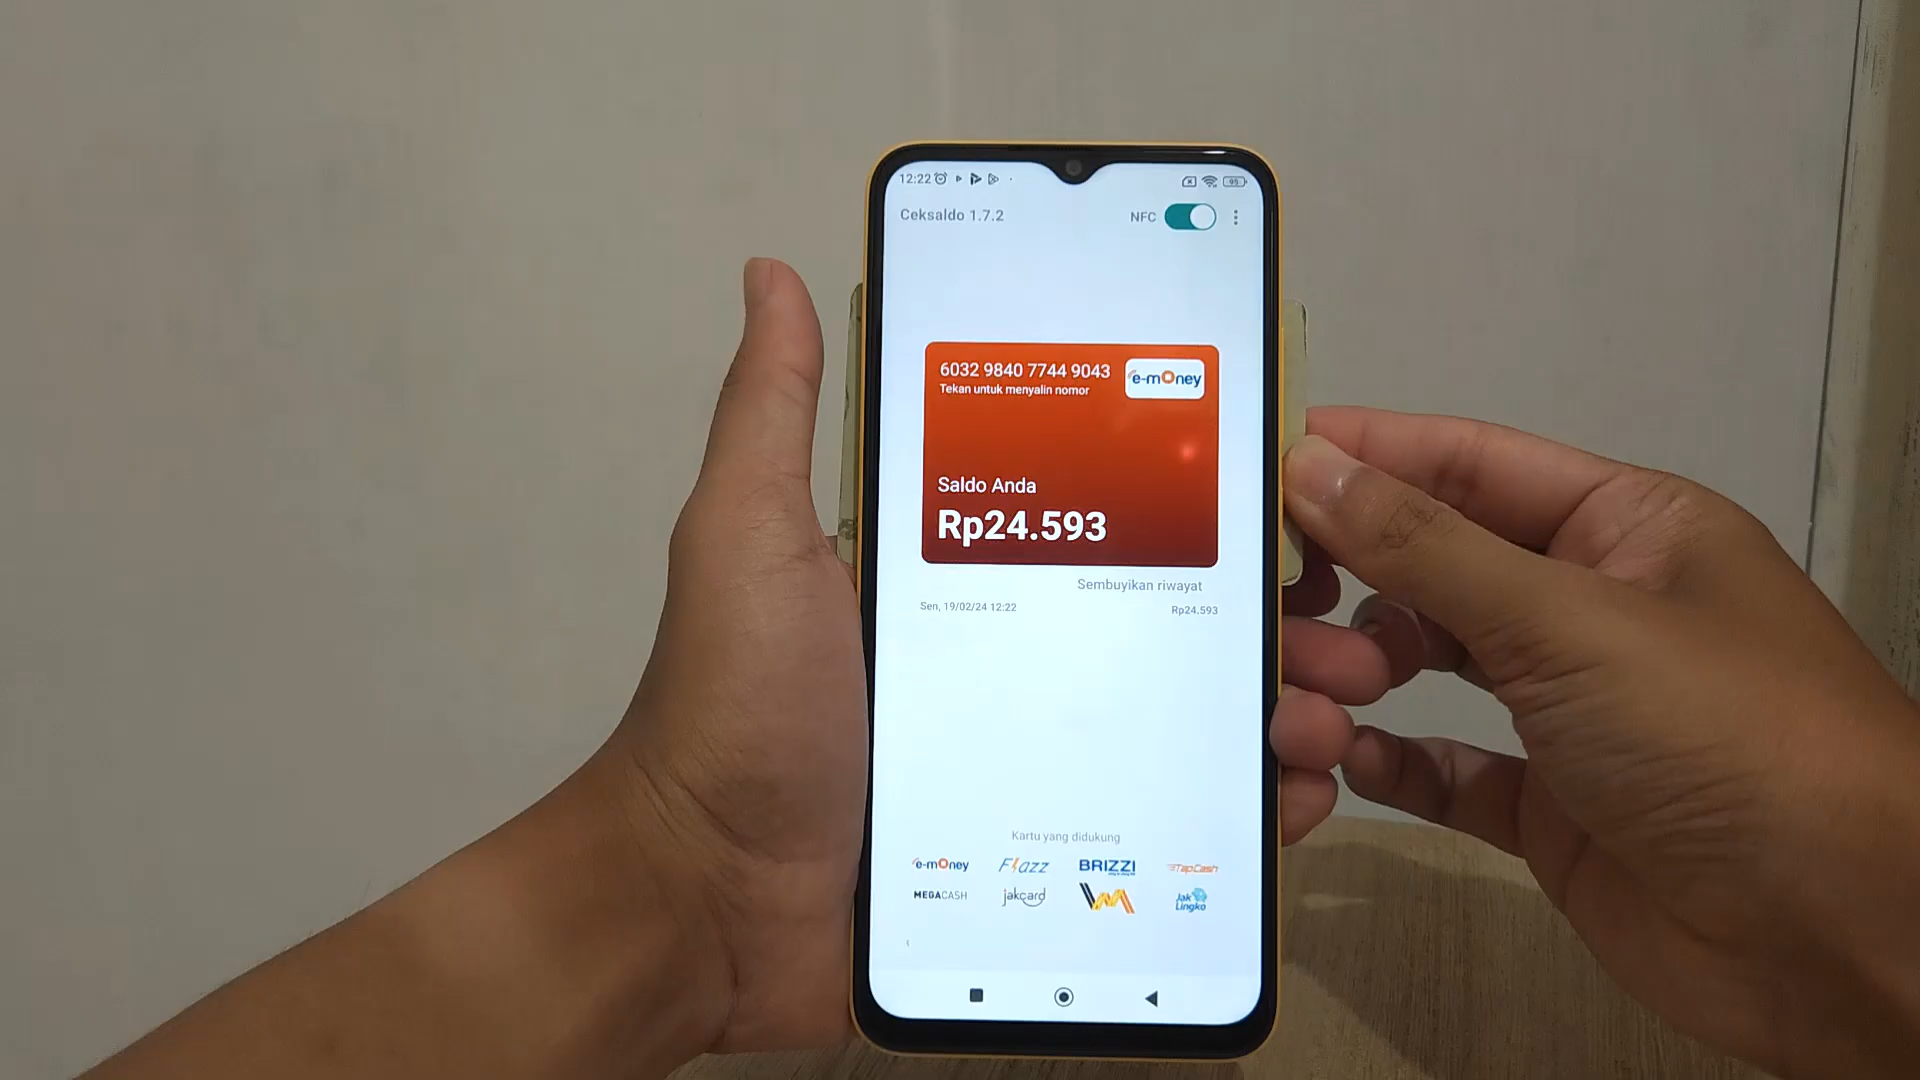 12:22
95
Ceksaldo 1.7.2
NFC
6032 9840 7744 9043
e-money
Tekan untuk menyalin nomor
Saldo Anda
Rp24.593
Sembuyikan riwayat
Sen, 19/02/24 12:22
Rp24.593
Kartu yang didukung
e-money Flazz BRIZZI TapCash
MEGACASH jakcard Jak Lingko